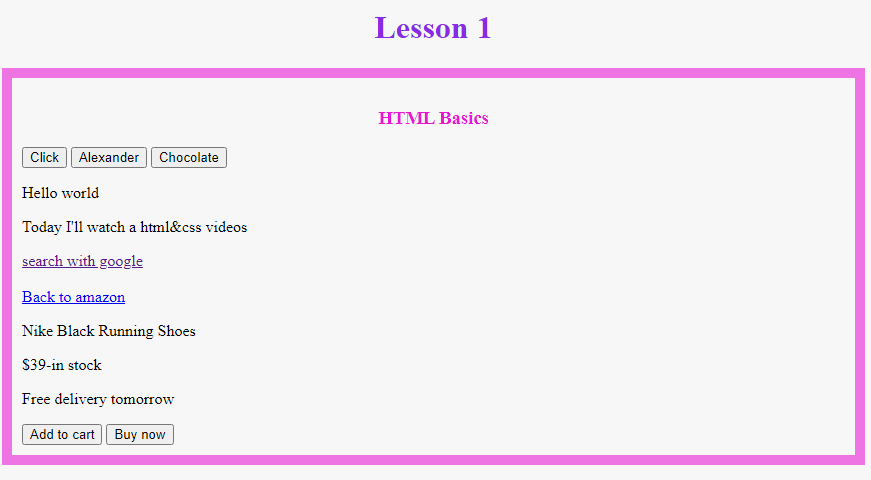 Lesson 1
HTML Basics
Click Alexander Chocolate
Hello world
Today I'll watch a html&css videos
search with google
Back to amazon
Nike Black Running Shoes
$39-in stock
Free delivery tomorrow
Add to cart Buy now